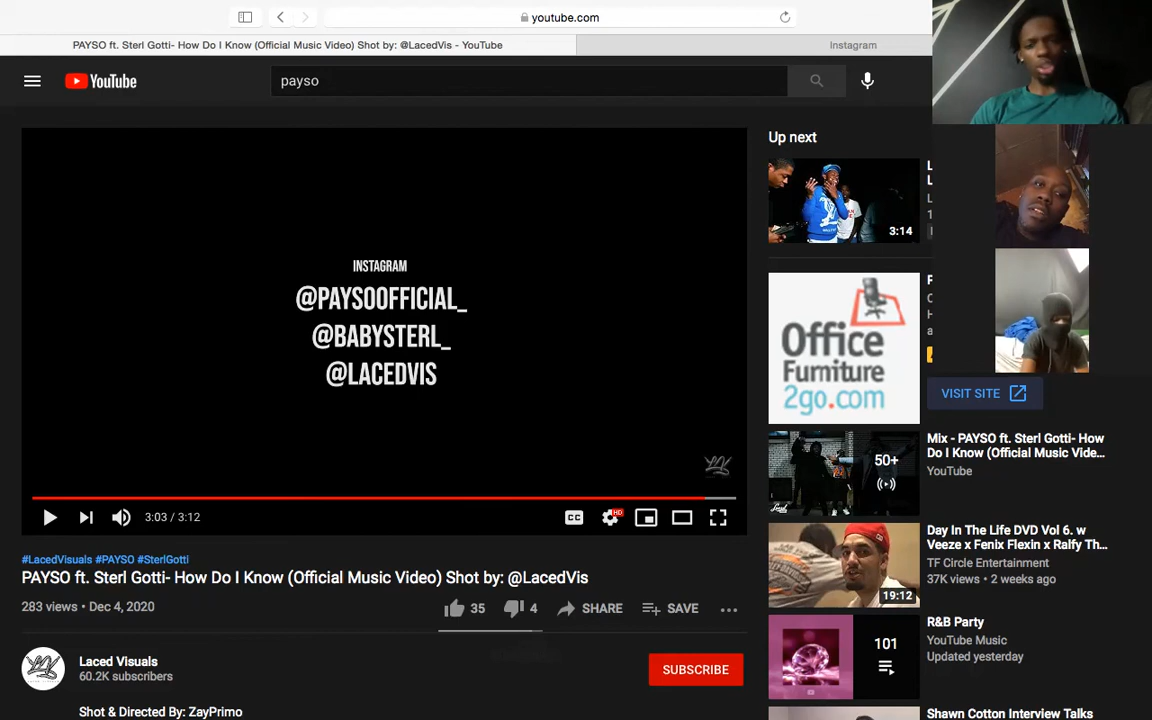 youtube.com
PAYSO ft. Sterl Gotti- How Do I Know (Official Music Video) Shot by: @LacedVis - YouTube
Instagram
YouTube
payso
INSTAGRAM
@PAYSOOFFICIAL_
@BABYSTERL_
@LACEDVIS
3:03 / 3:12
CC
HD
#LacedVisuals #PAYSO #SterlGotti
PAYSO ft. Sterl Gotti- How Do I Know (Official Music Video) Shot by: @LacedVis
283 views • Dec 4, 2020
35
4
SHARE
SAVE
Laced Visuals
60.2K subscribers
SUBSCRIBE
Shot & Directed By: ZayPrimo
Up next
3:14
Office
Furniture
2go.com
VISIT SITE
50+
Mix - PAYSO ft. Sterl Gotti- How
Do I Know (Official Music Vide...
YouTube
19:12
Day In The Life DVD Vol 6. w
Veeze x Fenix Flexin x Ralfy Th...
TF Circle Entertainment
37K views • 2 weeks ago
101
R&B Party
YouTube Music
Updated yesterday
Shawn Cotton Interview Talks